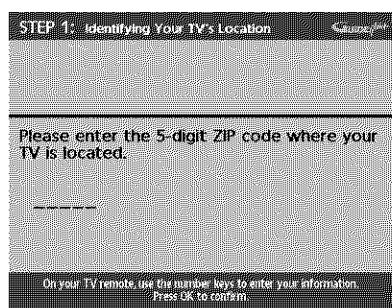 STEP 1: Identifying Your TV's Location
Please enter the 5-digit ZIP code where your
TV is located.
_____
On your TV remote, use the number keys to enter your information.
Press OK to confirm.